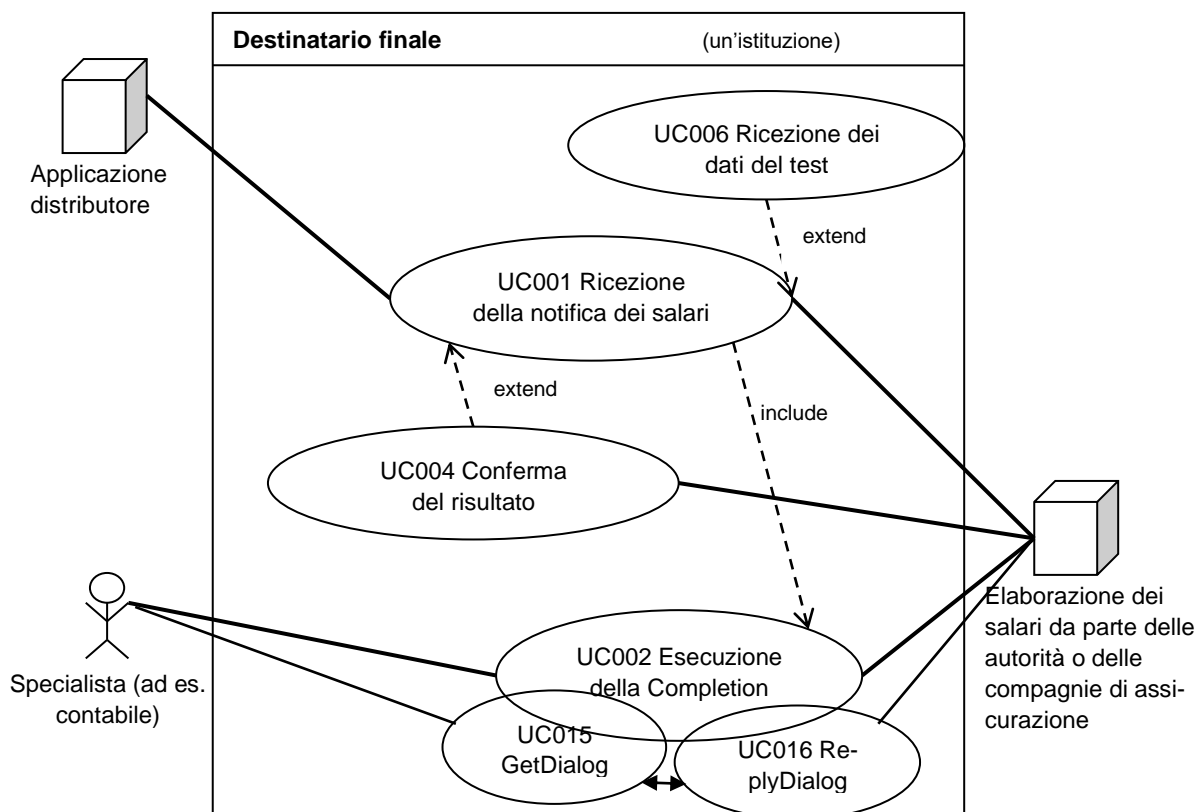 Destinatario finale (un'istituzione)
UC006 Ricezione dei
dati del test
Applicazione
distributore
extend
UC001 Ricezione
della notifica dei salari
extend
include
UC004 Conferma
del risultato
Elaborazione dei
salari da parte delle
autorità o delle
compagnie di assi-
curazione
Specialista (ad es.
contabile)
UC002 Esecuzione
della Completion
UC015
GetDialog
UC016 Re-
plyDialog